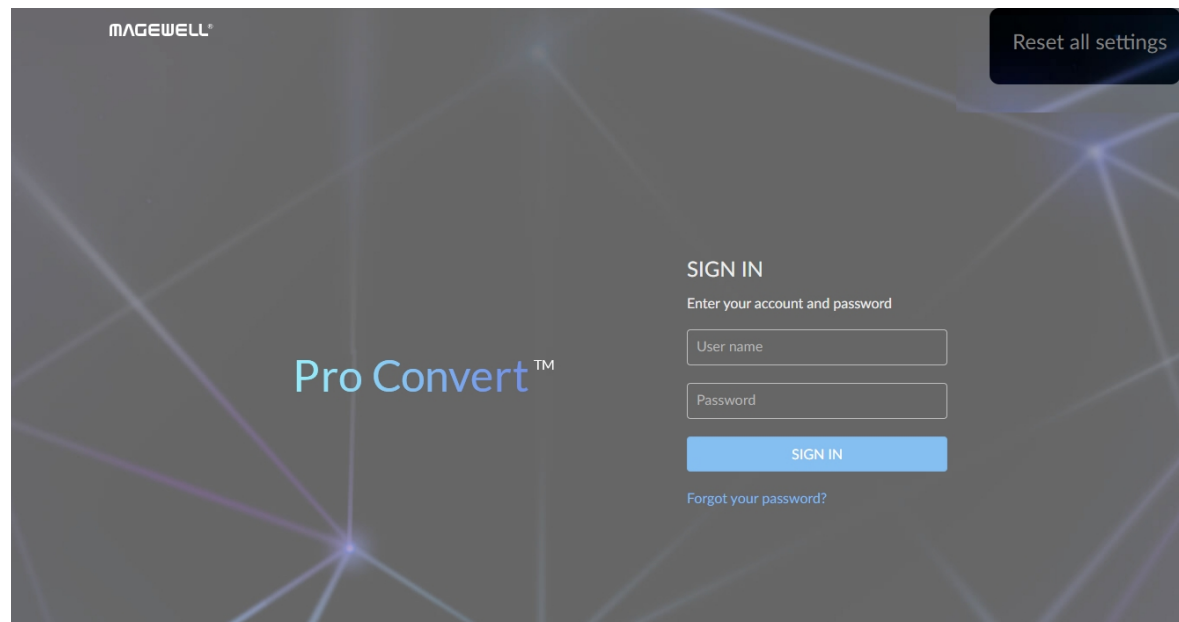 MAGEWELL®
Reset all settings
SIGN IN
Enter your account and password
User name
Pro Convert™
Password
SIGN IN
Forgot your password?